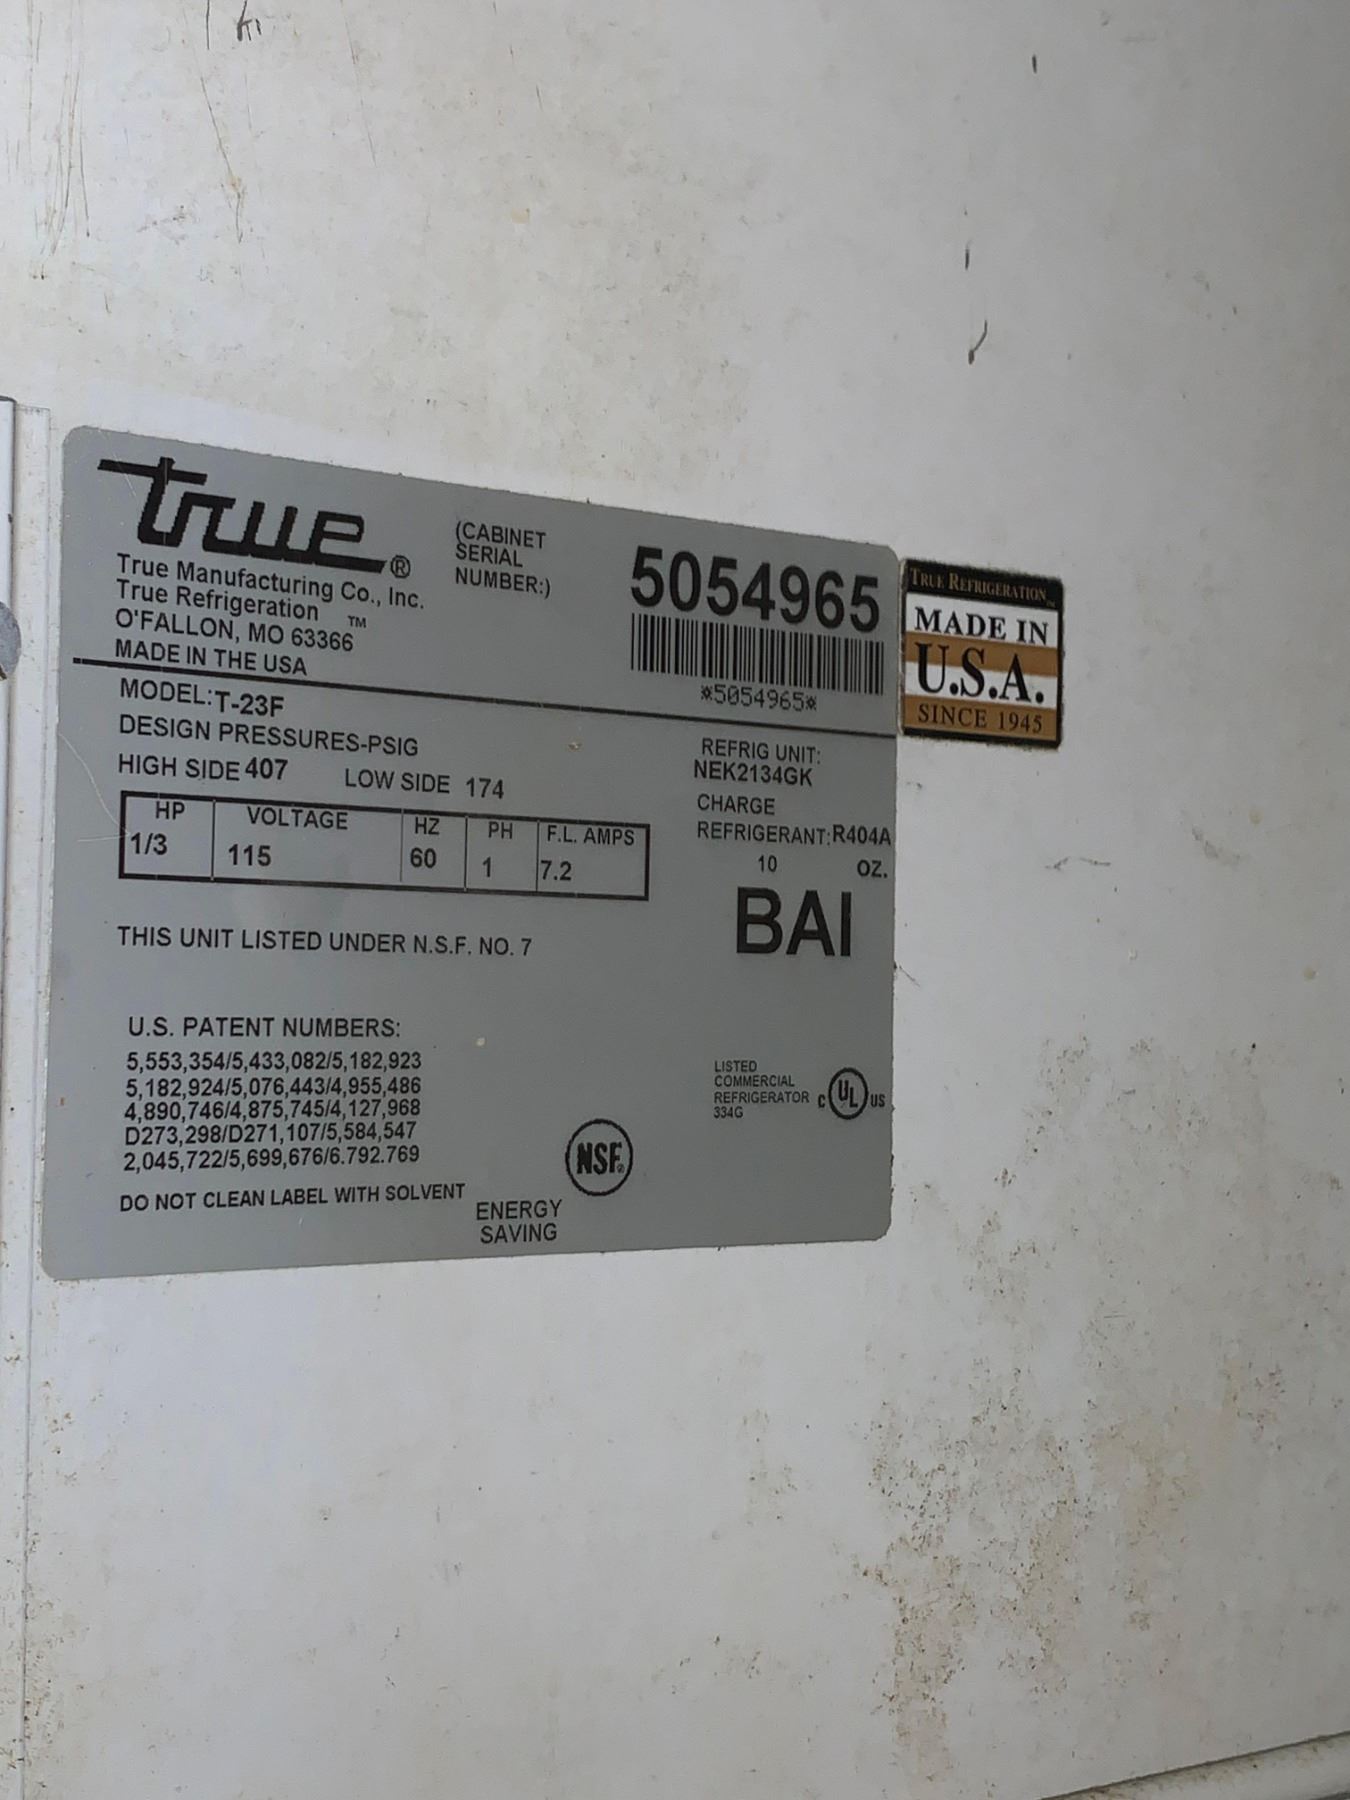 true®
True Manufacturing Co., Inc.
True Refrigeration ™
O'FALLON, MO 63366
MADE IN THE USA
(CABINET
SERIAL
NUMBER:)
5054965
*5054965*
TRUE REFRIGERATION™
MADE IN
U.S.A.
SINCE 1945
MODEL: T-23F
DESIGN PRESSURES-PSIG
HIGH SIDE 407 LOW SIDE 174
HP VOLTAGE HZ PH F.L. AMPS
1/3 115 60 1 7.2
REFRIG UNIT:
NEK2134GK
CHARGE
REFRIGERANT: R404A
10 OZ.
BAI
THIS UNIT LISTED UNDER N.S.F. NO. 7
U.S. PATENT NUMBERS:
5,553,354/5,433,082/5,182,923
5,182,924/5,076,443/4,955,486
4,890,746/4,875,745/4,127,968
D273,298/D271,107/5,584,547
2,045,722/5,699,676/6.792.769
DO NOT CLEAN LABEL WITH SOLVENT
ENERGY
SAVING
NSF®
LISTED
COMMERCIAL
REFRIGERATOR
334G
C UL US